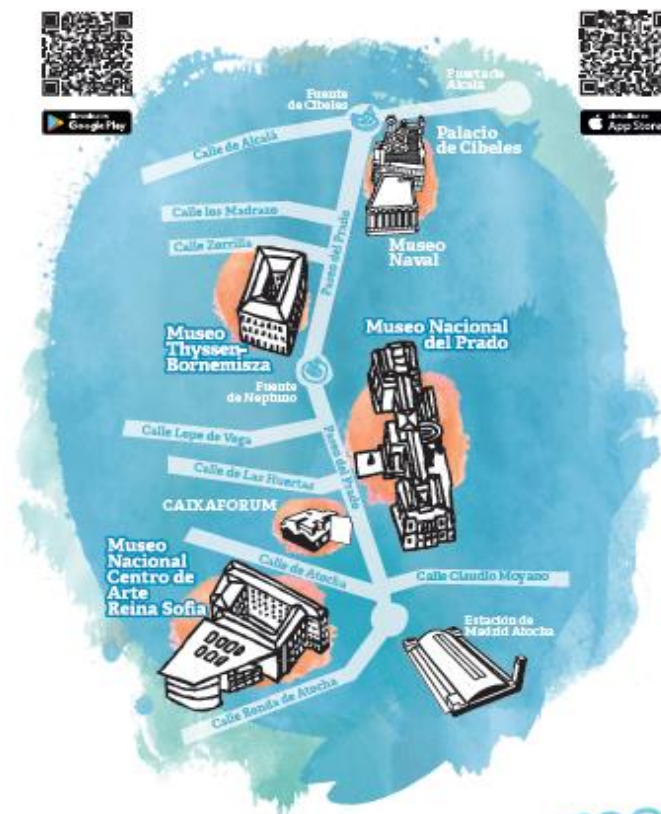 Google Play
App Store
Fuente
de Cibeles
Puerta de
Alcalá
Calle de Alcalá
Palacio
de Cibeles
Calle los Madrazo
Calle Zorrilla
Paseo del Prado
Museo
Naval
Museo
Thyssen-
Bornemisza
Museo Nacional
del Prado
Fuente
de Neptuno
Calle Lope de Vega
Paseo del Prado
Calle de Las Huertas
CAIXAFORUM
Museo
Nacional
Centro de
Arte
Reina Sofia
Calle de Atocha
Calle Claudio Moyano
Estación de
Madrid Atocha
Calle Ronda de Atocha